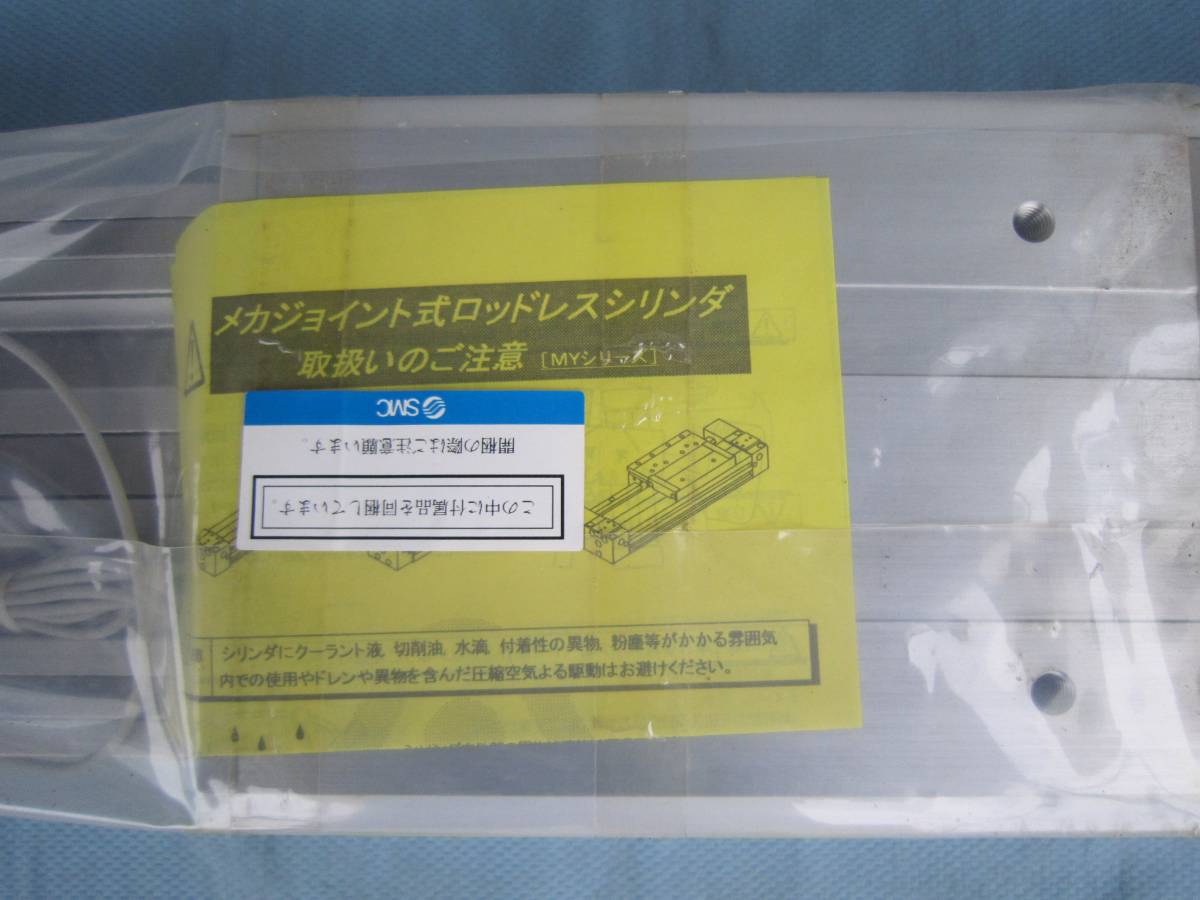 メカジョイント式ロッドレスシリンダ
取扱いのご注意 [MYシリーズ]
SMC
開梱の際はご注意願います。
この中に付属品を同梱しています。
シリンダにクーラント液, 切削油, 水滴, 付着性の異物, 粉塵等がかかる雰囲気
内での使用やドレンや異物を含んだ圧縮空気よる駆動はお避けください。